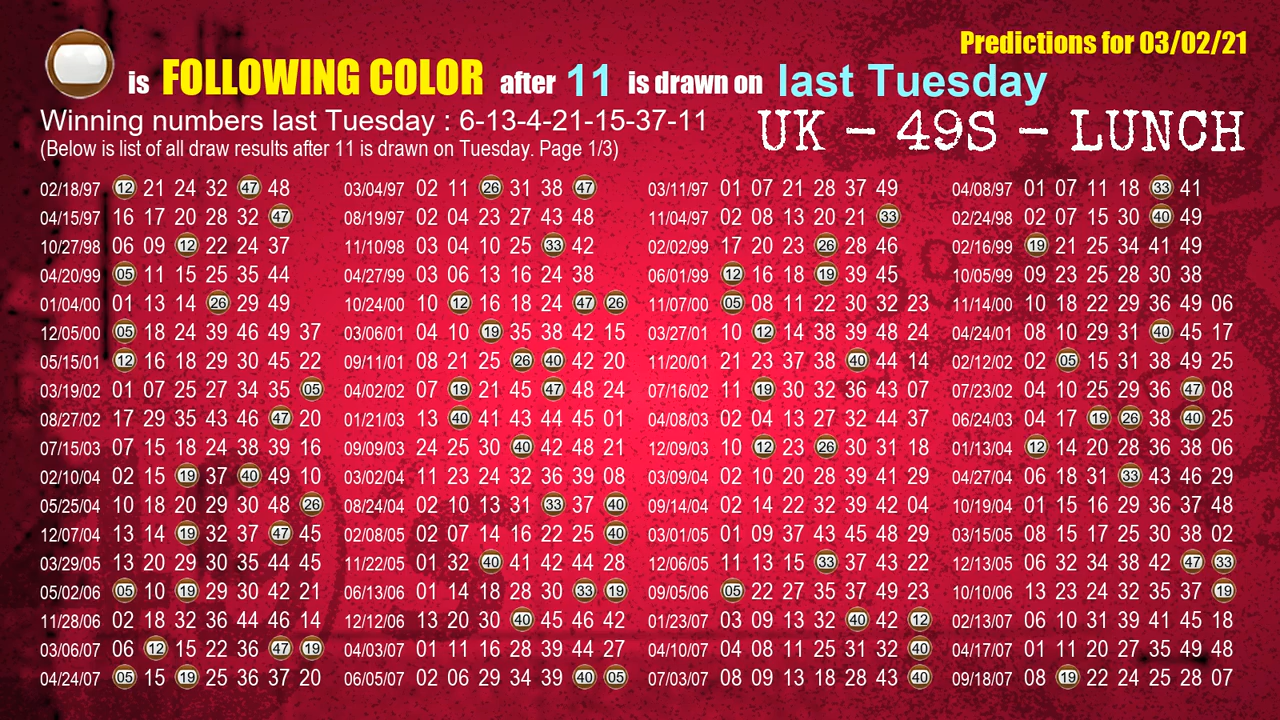 Predictions for 03/02/21
is FOLLOWING COLOR after 11 is drawn on last Tuesday
Winning numbers last Tuesday : 6-13-4-21-15-37-11
UK - 49S - LUNCH
(Below is list of all draw results after 11 is drawn on Tuesday. Page 1/3)
02/18/97 12 21 24 32 47 48 03/04/97 02 11 26 31 38 47 03/11/97 01 07 21 28 37 49 04/08/97 01 07 11 18 33 41
04/15/97 16 17 20 28 32 47 08/19/97 02 04 23 27 43 48 11/04/97 02 08 13 20 21 33 02/24/98 02 07 15 30 40 49
10/27/98 06 09 12 22 24 37 11/10/98 03 04 10 25 33 42 02/02/99 17 20 23 26 28 46 02/16/99 19 21 25 34 41 49
04/20/99 05 11 15 25 35 44 04/27/99 03 06 13 16 24 38 06/01/99 12 16 18 19 39 45 10/05/99 09 23 25 28 30 38
01/04/00 01 13 14 26 29 49 10/24/00 10 12 16 18 24 47 26 11/07/00 05 08 11 22 30 32 23 11/14/00 10 18 22 29 36 49 06
12/05/00 05 18 24 39 46 49 37 03/06/01 04 10 19 35 38 42 15 03/27/01 10 12 14 38 39 48 24 04/24/01 08 10 29 31 40 45 17
05/15/01 12 16 18 29 30 45 22 09/11/01 08 21 25 26 40 42 20 11/20/01 21 23 37 38 40 44 14 02/12/02 02 05 15 31 38 49 25
03/19/02 01 07 25 27 34 35 05 04/02/02 07 19 21 45 47 48 24 07/16/02 11 19 30 32 36 43 07 07/23/02 04 10 25 29 36 47 08
08/27/02 17 29 35 43 46 47 20 01/21/03 13 40 41 43 44 45 01 04/08/03 02 04 13 27 32 44 37 06/24/03 04 17 19 26 38 40 25
07/15/03 07 15 18 24 38 39 16 09/09/03 24 25 30 40 42 48 21 12/09/03 10 12 23 26 30 31 18 01/13/04 12 14 20 28 36 38 06
02/10/04 02 15 19 37 40 49 10 03/02/04 11 23 24 32 36 39 08 03/09/04 02 10 20 28 39 41 29 04/27/04 06 18 31 33 43 46 29
05/25/04 10 18 20 29 30 48 26 08/24/04 02 10 13 31 33 37 40 09/14/04 02 14 22 32 39 42 04 10/19/04 01 15 16 29 36 37 48
12/07/04 13 14 19 32 37 47 45 02/08/05 02 07 14 16 22 25 40 03/01/05 01 09 37 43 45 48 29 03/15/05 08 15 17 25 30 38 02
03/29/05 13 20 29 30 35 44 45 11/22/05 01 32 40 41 42 44 28 12/06/05 11 13 15 33 37 43 22 12/13/05 06 32 34 38 42 47 33
05/02/06 05 10 19 29 30 42 21 06/13/06 01 14 18 28 30 33 19 09/05/06 05 22 27 35 37 49 23 10/10/06 13 23 24 32 35 37 19
11/28/06 02 18 32 36 44 46 14 12/12/06 13 20 30 40 45 46 42 01/23/07 03 09 13 32 40 42 12 02/13/07 06 10 31 39 41 45 18
03/06/07 06 12 15 22 36 47 19 04/03/07 01 11 16 28 39 44 27 04/10/07 04 08 25 31 32 44 40 04/17/07 01 11 20 27 35 49 48
04/24/07 05 15 19 25 36 37 20 06/05/07 02 06 29 34 39 40 05 07/03/07 08 09 13 18 28 43 40 09/18/07 08 19 22 24 25 28 07